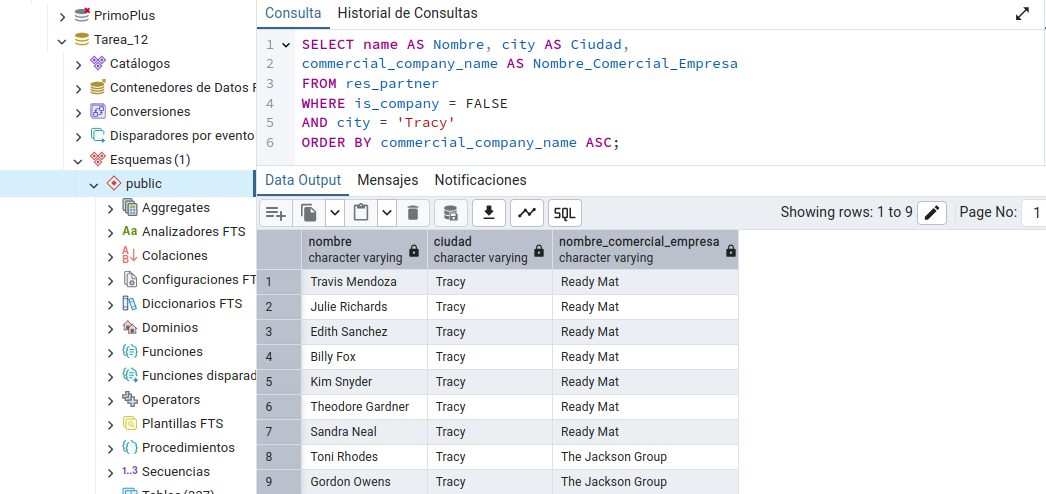 PrimoPlus
Tarea_12
Catálogos
Contenedores de Datos F
Conversiones
Disparadores por evento
Esquemas (1)
public
Aggregates
Aa Analizadores FTS
Colaciones
Configuraciones FT
Diccionarios FTS
Dominios
Funciones
Funciones disparad
Operators
Plantillas FTS
Procedimientos
1..3 Secuencias
Consulta Historial de Consultas
1 SELECT name AS Nombre, city AS Ciudad,
2 commercial_company_name AS Nombre_Comercial_Empresa
3 FROM res_partner
4 WHERE is_company = FALSE
5 AND city = 'Tracy'
6 ORDER BY commercial_company_name ASC;
Data Output Mensajes Notificaciones
SQL Showing rows: 1 to 9 Page No: 1
nombre ciudad nombre_comercial_empresa
character varying character varying character varying
1 Travis Mendoza Tracy Ready Mat
2 Julie Richards Tracy Ready Mat
3 Edith Sanchez Tracy Ready Mat
4 Billy Fox Tracy Ready Mat
5 Kim Snyder Tracy Ready Mat
6 Theodore Gardner Tracy Ready Mat
7 Sandra Neal Tracy Ready Mat
8 Toni Rhodes Tracy The Jackson Group
9 Gordon Owens Tracy The Jackson Group